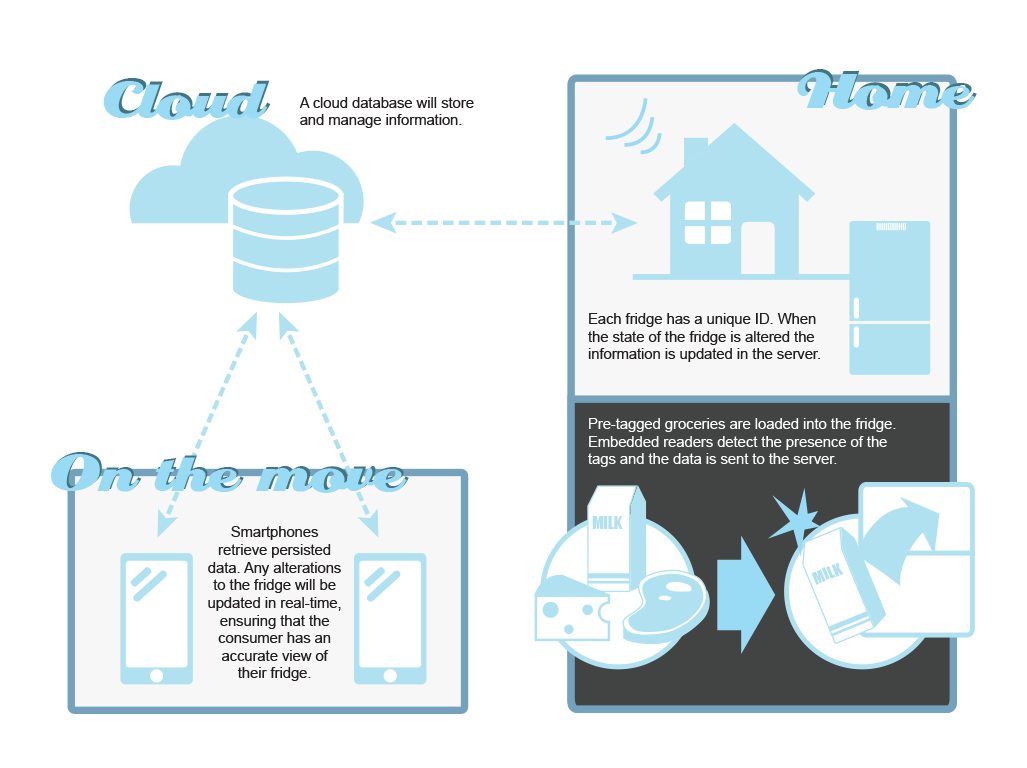 Cloud
A cloud database will store
and manage information.
Home
Each fridge has a unique ID. When
the state of the fridge is altered the
information is updated in the server.
Pre-tagged groceries are loaded into the fridge.
Embedded readers detect the presence of the
tags and the data is sent to the server.
MILK
MILK
On the move
Smartphones
retrieve persisted
data. Any alterations
to the fridge will be
updated in real-time,
ensuring that the
consumer has an
accurate view of
their fridge.